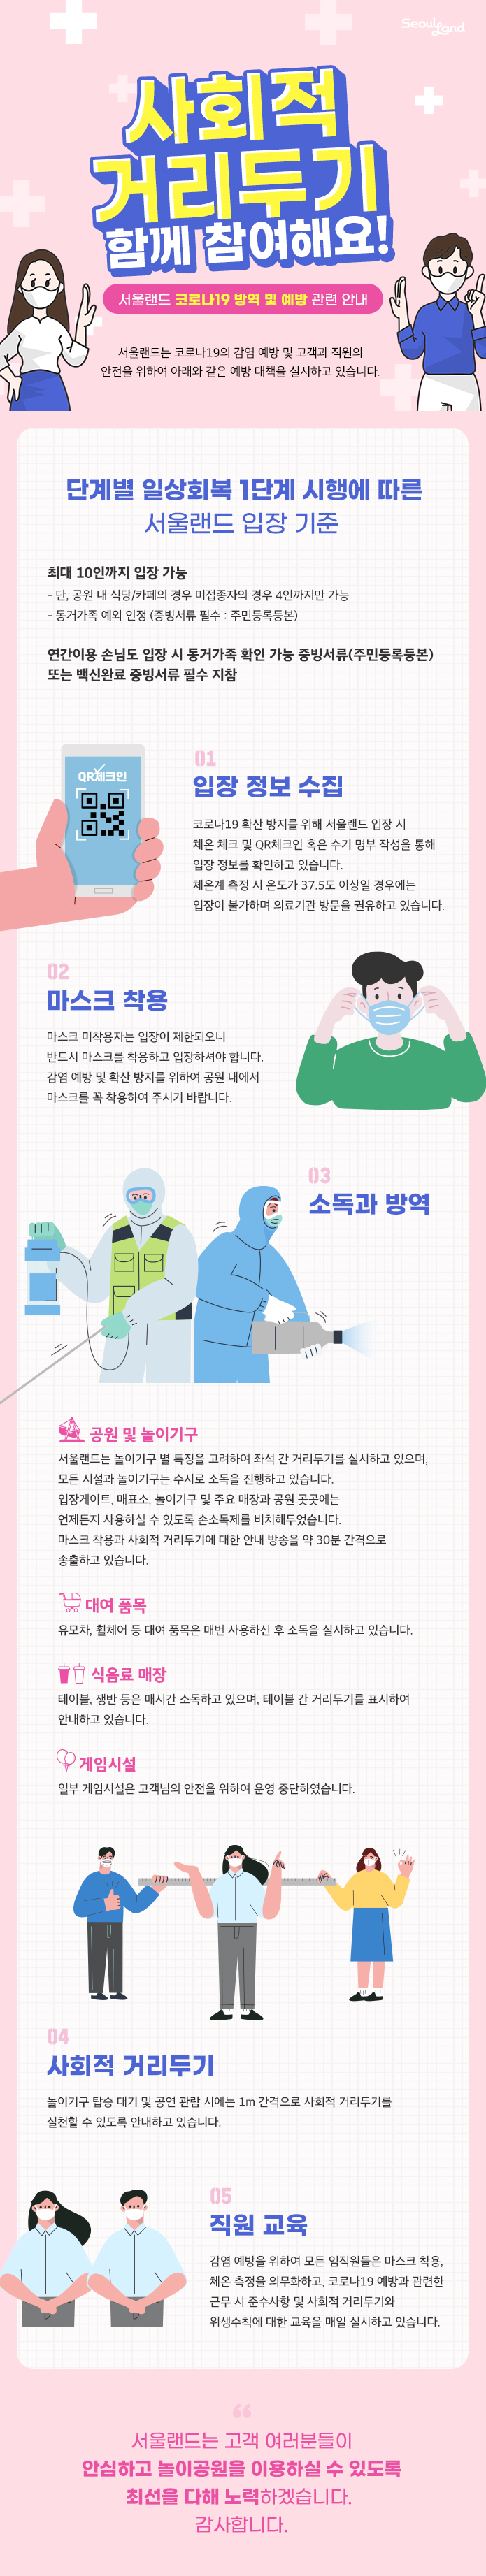 Seoul Land
사회적
거리두기
함께 참여해요!
서울랜드 코로나19 방역 및 예방 관련 안내
서울랜드는 코로나19의 감염 예방 및 고객과 직원의
안전을 위하여 아래와 같은 예방 대책을 실시하고 있습니다.
단계별 일상회복 1단계 시행에 따른
서울랜드 입장 기준
최대 10인까지 입장 가능
- 단, 공원 내 식당/카페의 경우 미접종자의 경우 4인까지만 가능
- 동거가족 예외 인정 (증빙서류 필수 : 주민등록등본)
연간이용 손님도 입장 시 동거가족 확인 가능 증빙서류(주민등록등본)
또는 백신완료 증빙서류 필수 지참
QR체크인
01
입장 정보 수집
코로나19 확산 방지를 위해 서울랜드 입장 시
체온 체크 및 QR체크인 혹은 수기 명부 작성을 통해
입장 정보를 확인하고 있습니다.
체온계 측정 시 온도가 37.5도 이상일 경우에는
입장이 불가하며 의료기관 방문을 권유하고 있습니다.
02
마스크 착용
마스크 미착용자는 입장이 제한되오니
반드시 마스크를 착용하고 입장하셔야 합니다.
감염 예방 및 확산 방지를 위하여 공원 내에서
마스크를 꼭 착용하여 주시기 바랍니다.
03
소독과 방역
공원 및 놀이기구
서울랜드는 놀이기구 별 특징을 고려하여 좌석 간 거리두기를 실시하고 있으며,
모든 시설과 놀이기구는 수시로 소독을 진행하고 있습니다.
입장게이트, 매표소, 놀이기구 및 주요 매장과 공원 곳곳에는
언제든지 사용하실 수 있도록 손소독제를 비치해두었습니다.
마스크 착용과 사회적 거리두기에 대한 안내 방송을 약 30분 간격으로
송출하고 있습니다.
대여 품목
유모차, 휠체어 등 대여 품목은 매번 사용하신 후 소독을 실시하고 있습니다.
식음료 매장
테이블, 쟁반 등은 매시간 소독하고 있으며, 테이블 간 거리두기를 표시하여
안내하고 있습니다.
게임시설
일부 게임시설은 고객님의 안전을 위하여 운영 중단하였습니다.
04
사회적 거리두기
놀이기구 탑승 대기 및 공연 관람 시에는 1m 간격으로 사회적 거리두기를
실천할 수 있도록 안내하고 있습니다.
05
직원 교육
감염 예방을 위하여 모든 임직원들은 마스크 착용,
체온 측정을 의무화하고, 코로나19 예방과 관련한
근무 시 준수사항 및 사회적 거리두기와
위생수칙에 대한 교육을 매일 실시하고 있습니다.
“
서울랜드는 고객 여러분들이
안심하고 놀이공원을 이용하실 수 있도록
최선을 다해 노력하겠습니다.
감사합니다.